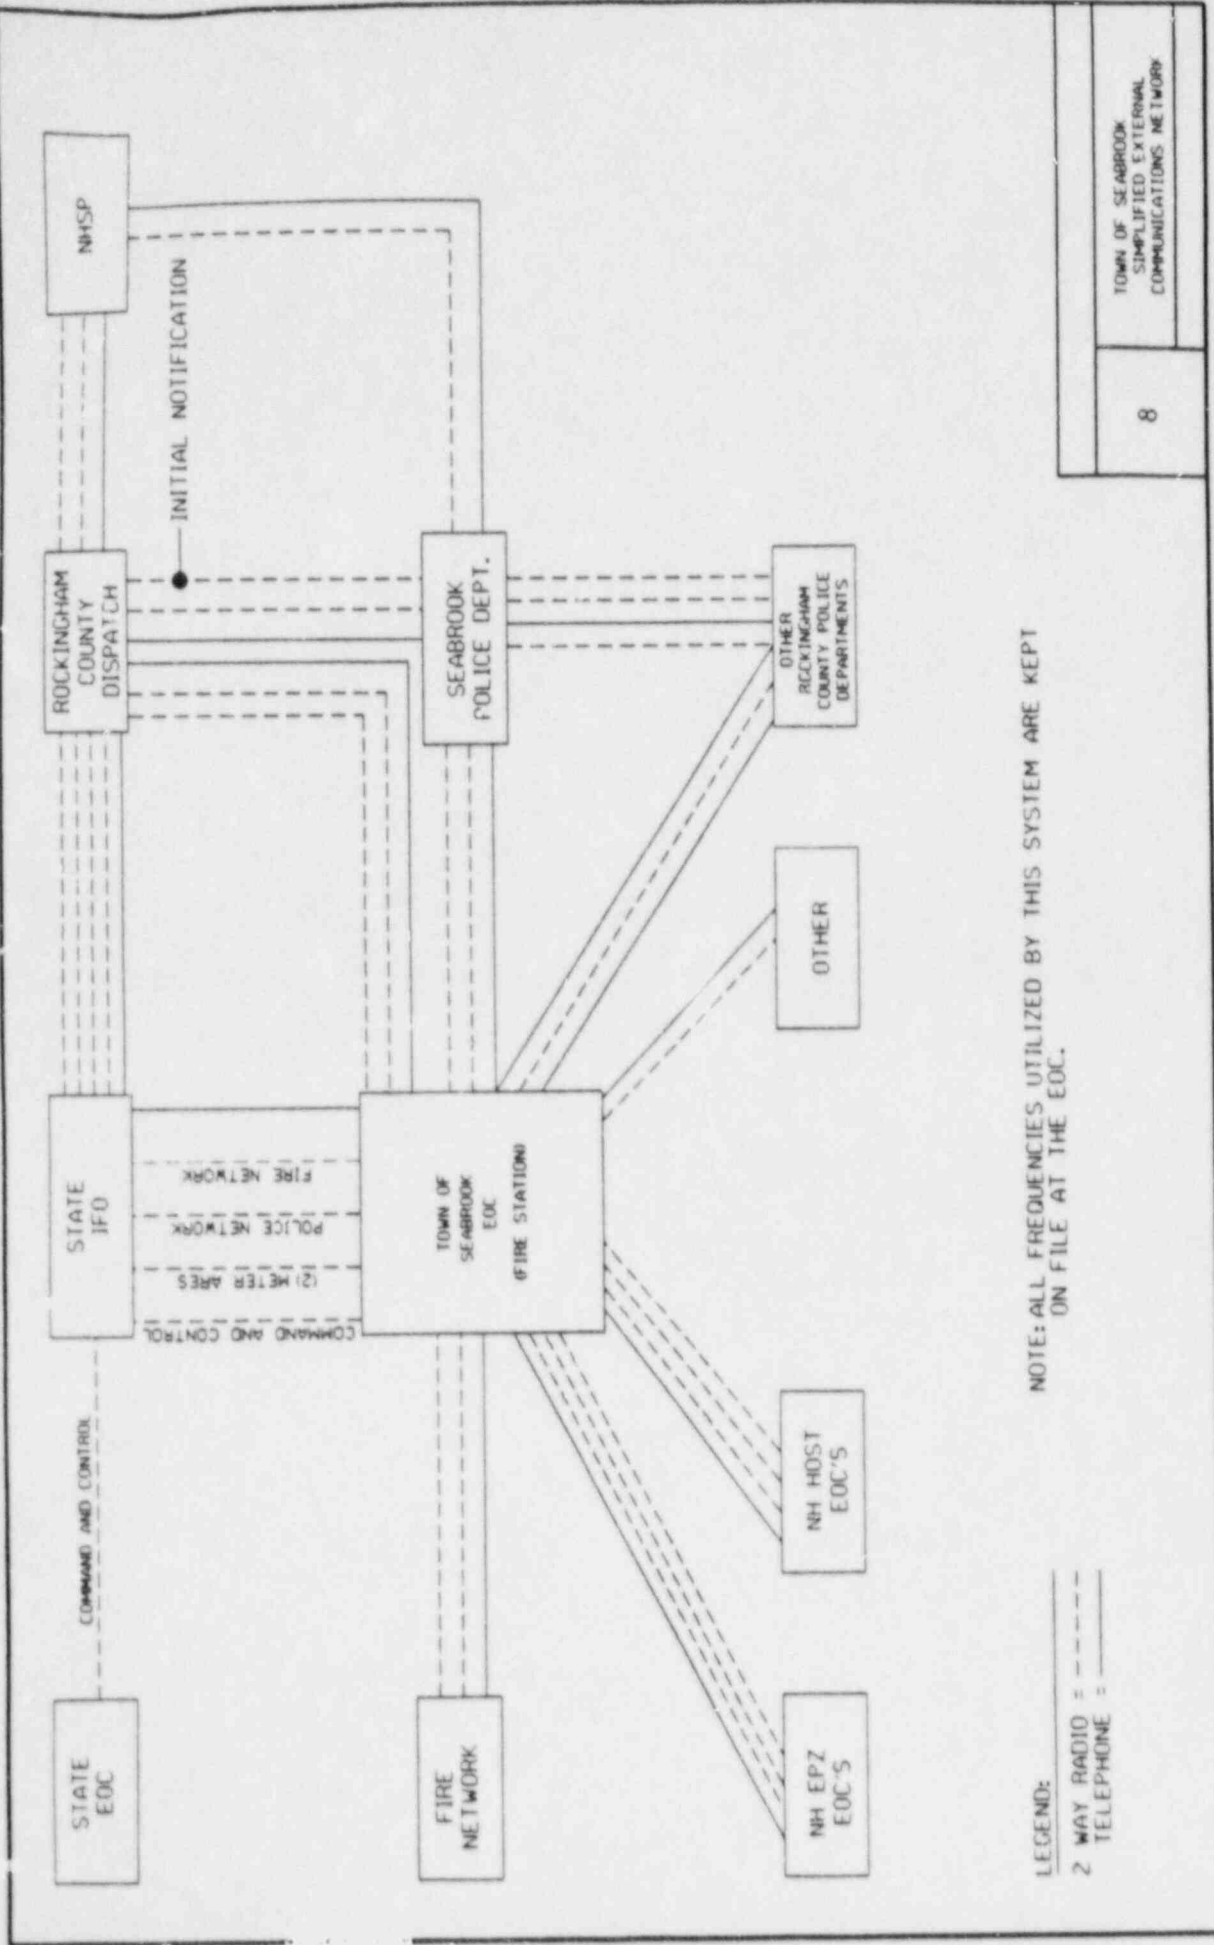 STATE
EOC
COMMAND AND CONTROL
STATE
IFO
ROCKINGHAM
COUNTY
DISPATCH
NHSP
COMMAND AND CONTROL
(2) METER ARES
POLICE NETWORK
FIRE NETWORK
INITIAL NOTIFICATION
FIRE
NETWORK
TOWN OF
SEABROOK
EOC
(FIRE STATION)
SEABROOK
POLICE DEPT.
NH EPZ
EOC'S
NH HOST
EOC'S
OTHER
OTHER
ROCKINGHAM
COUNTY POLICE
DEPARTMENTS
NOTE: ALL FREQUENCIES UTILIZED BY THIS SYSTEM ARE KEPT
ON FILE AT THE EOC.
LEGEND:
2 WAY RADIO = -----
TELEPHONE = ———
8
TOWN OF SEABROOK
SIMPLIFIED EXTERNAL
COMMUNICATIONS NETWORK